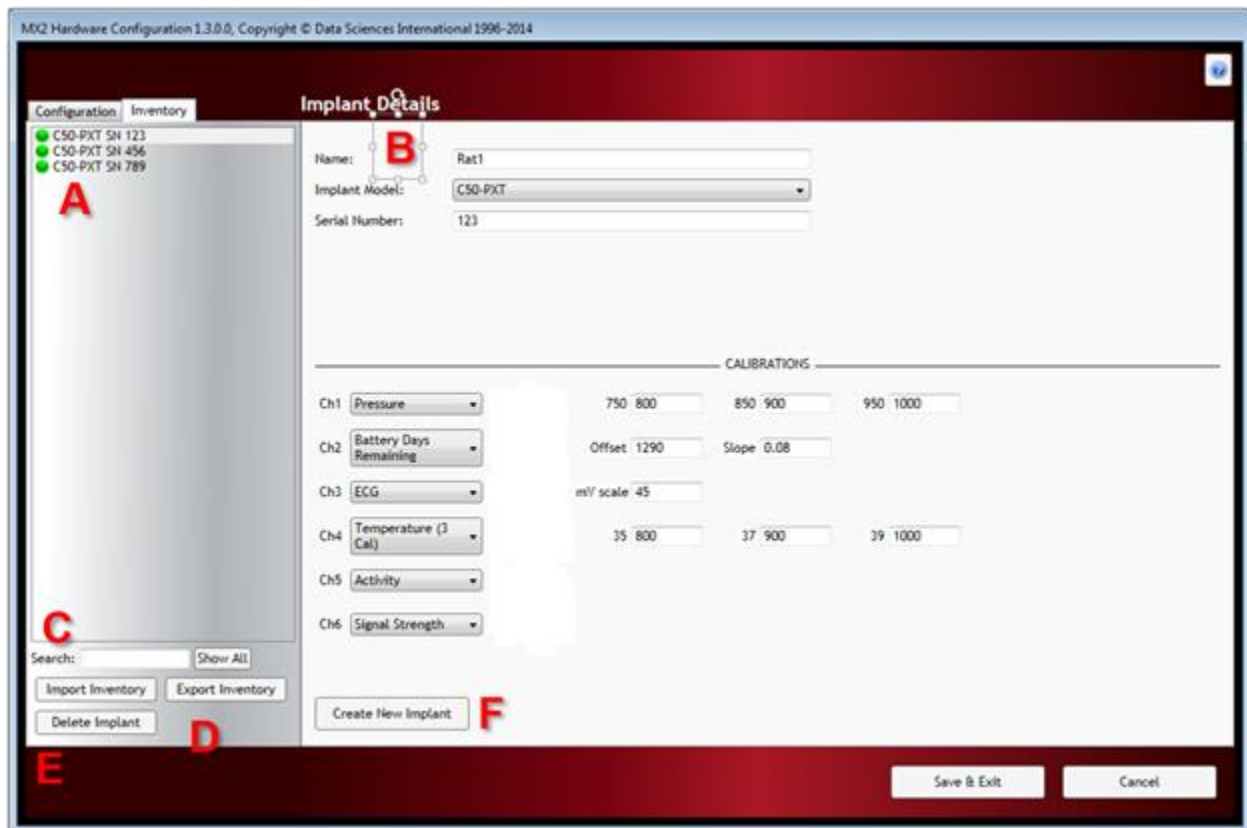 MX2 Hardware Configuration 1.3.0.0, Copyright © Data Sciences International 1996-2014
Configuration Inventory
Implant Details
C50-PXT SN 123
C50-PXT SN 456
C50-PXT SN 789
A
B
Name: Rat1
Implant Model: C50-PXT
Serial Number: 123
CALIBRATIONS
Ch1 Pressure 750 800 850 900 950 1000
Ch2 Battery Days
Remaining Offset 1290 Slope 0.08
Ch3 ECG mV scale 45
Ch4 Temperature (3
Cal) 35 800 37 900 39 1000
Ch5 Activity
Ch6 Signal Strength
C
Search: Show All
Import Inventory Export Inventory
Delete Implant
D
E
Create New Implant F
Save & Exit Cancel